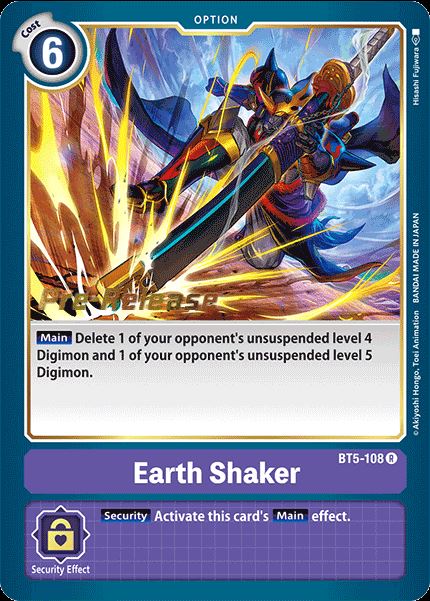 OPTION
Cost
6
Hisashi Fujiwara
©Akiyoshi Hongo, Toei Animation BANDAI MADE IN JAPAN
Pre-Release
Main Delete 1 of your opponent's unsuspended level 4
Digimon and 1 of your opponent's unsuspended level 5
Digimon.
BT5-108 R
Earth Shaker
Security Activate this card's Main effect.
Security Effect